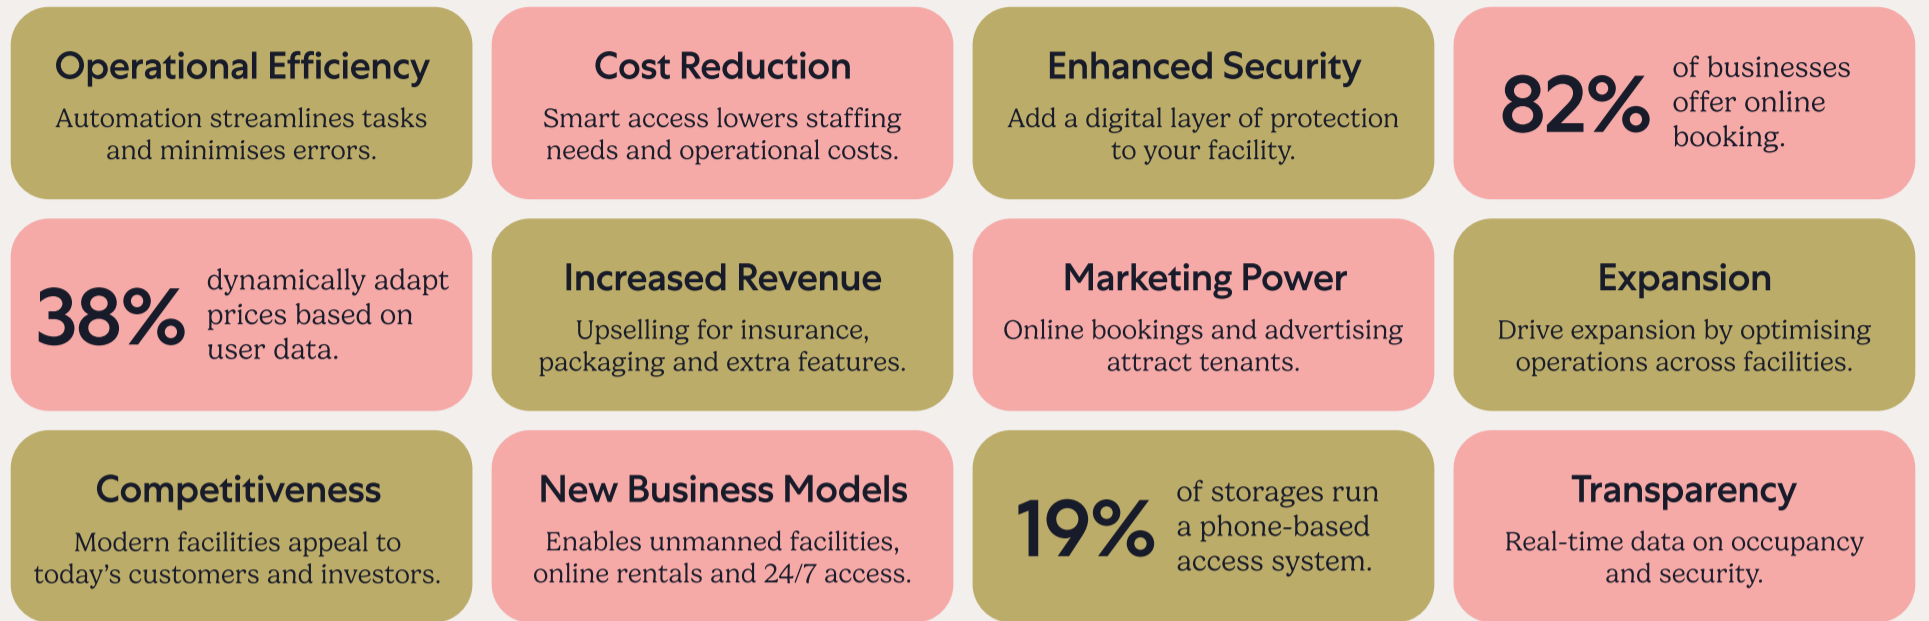 Operational Efficiency
Automation streamlines tasks
and minimises errors.
Cost Reduction
Smart access lowers staffing
needs and operational costs.
Enhanced Security
Add a digital layer of protection
to your facility.
82%
of businesses
offer online
booking.
38%
dynamically adapt
prices based on
user data.
Increased Revenue
Upselling for insurance,
packaging and extra features.
Marketing Power
Online bookings and advertising
attract tenants.
Expansion
Drive expansion by optimising
operations across facilities.
Competitiveness
Modern facilities appeal to
today's customers and investors.
New Business Models
Enables unmanned facilities,
online rentals and 24/7 access.
19%
of storages run
a phone-based
access system.
Transparency
Real-time data on occupancy
and security.